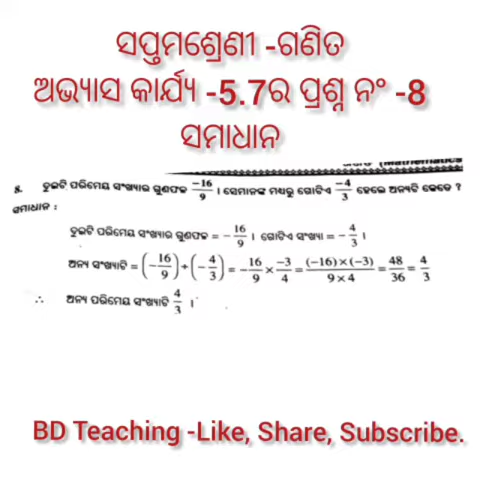 ସପ୍ତମଶ୍ରେଣୀ -ଗଣିତ
ଅଭ୍ୟାସ କାର୍ଯ୍ୟ -5.7ର ପ୍ରଶ୍ନ ନଂ -8
ସମାଧାନ
(Mathematics
8. ଦୁଇଟି ପରିମେୟ ସଂଖ୍ୟାର ଗୁଣଫଳ -16/9 । ସେମାନଙ୍କ ମଧ୍ୟରୁ ଗୋଟିଏ -4/3 ହେଲେ ଅନ୍ୟଟି କେତେ ?
ସମାଧାନ :
ଦୁଇଟି ପରିମେୟ ସଂଖ୍ୟାର ଗୁଣଫଳ = - 16/9 । ଗୋଟିଏ ସଂଖ୍ୟା = - 4/3 ।
ଅନ୍ୟ ସଂଖ୍ୟାଟି = (- 16/9) ÷ (- 4/3) = - 16/9 × -3/4 = (-16)×(-3)/9×4 = 48/36 = 4/3
∴ ଅନ୍ୟ ପରିମେୟ ସଂଖ୍ୟାଟି 4/3 ।
BD Teaching -Like, Share, Subscribe.